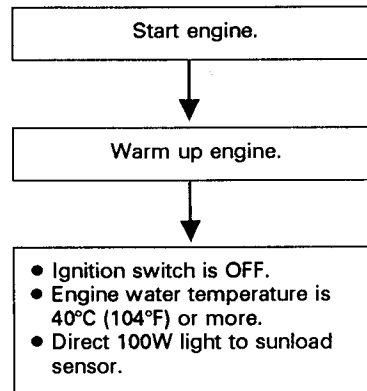 Start engine.
Warm up engine.
● Ignition switch is OFF.
● Engine water temperature is
40°C (104°F) or more.
● Direct 100W light to sunload
sensor.